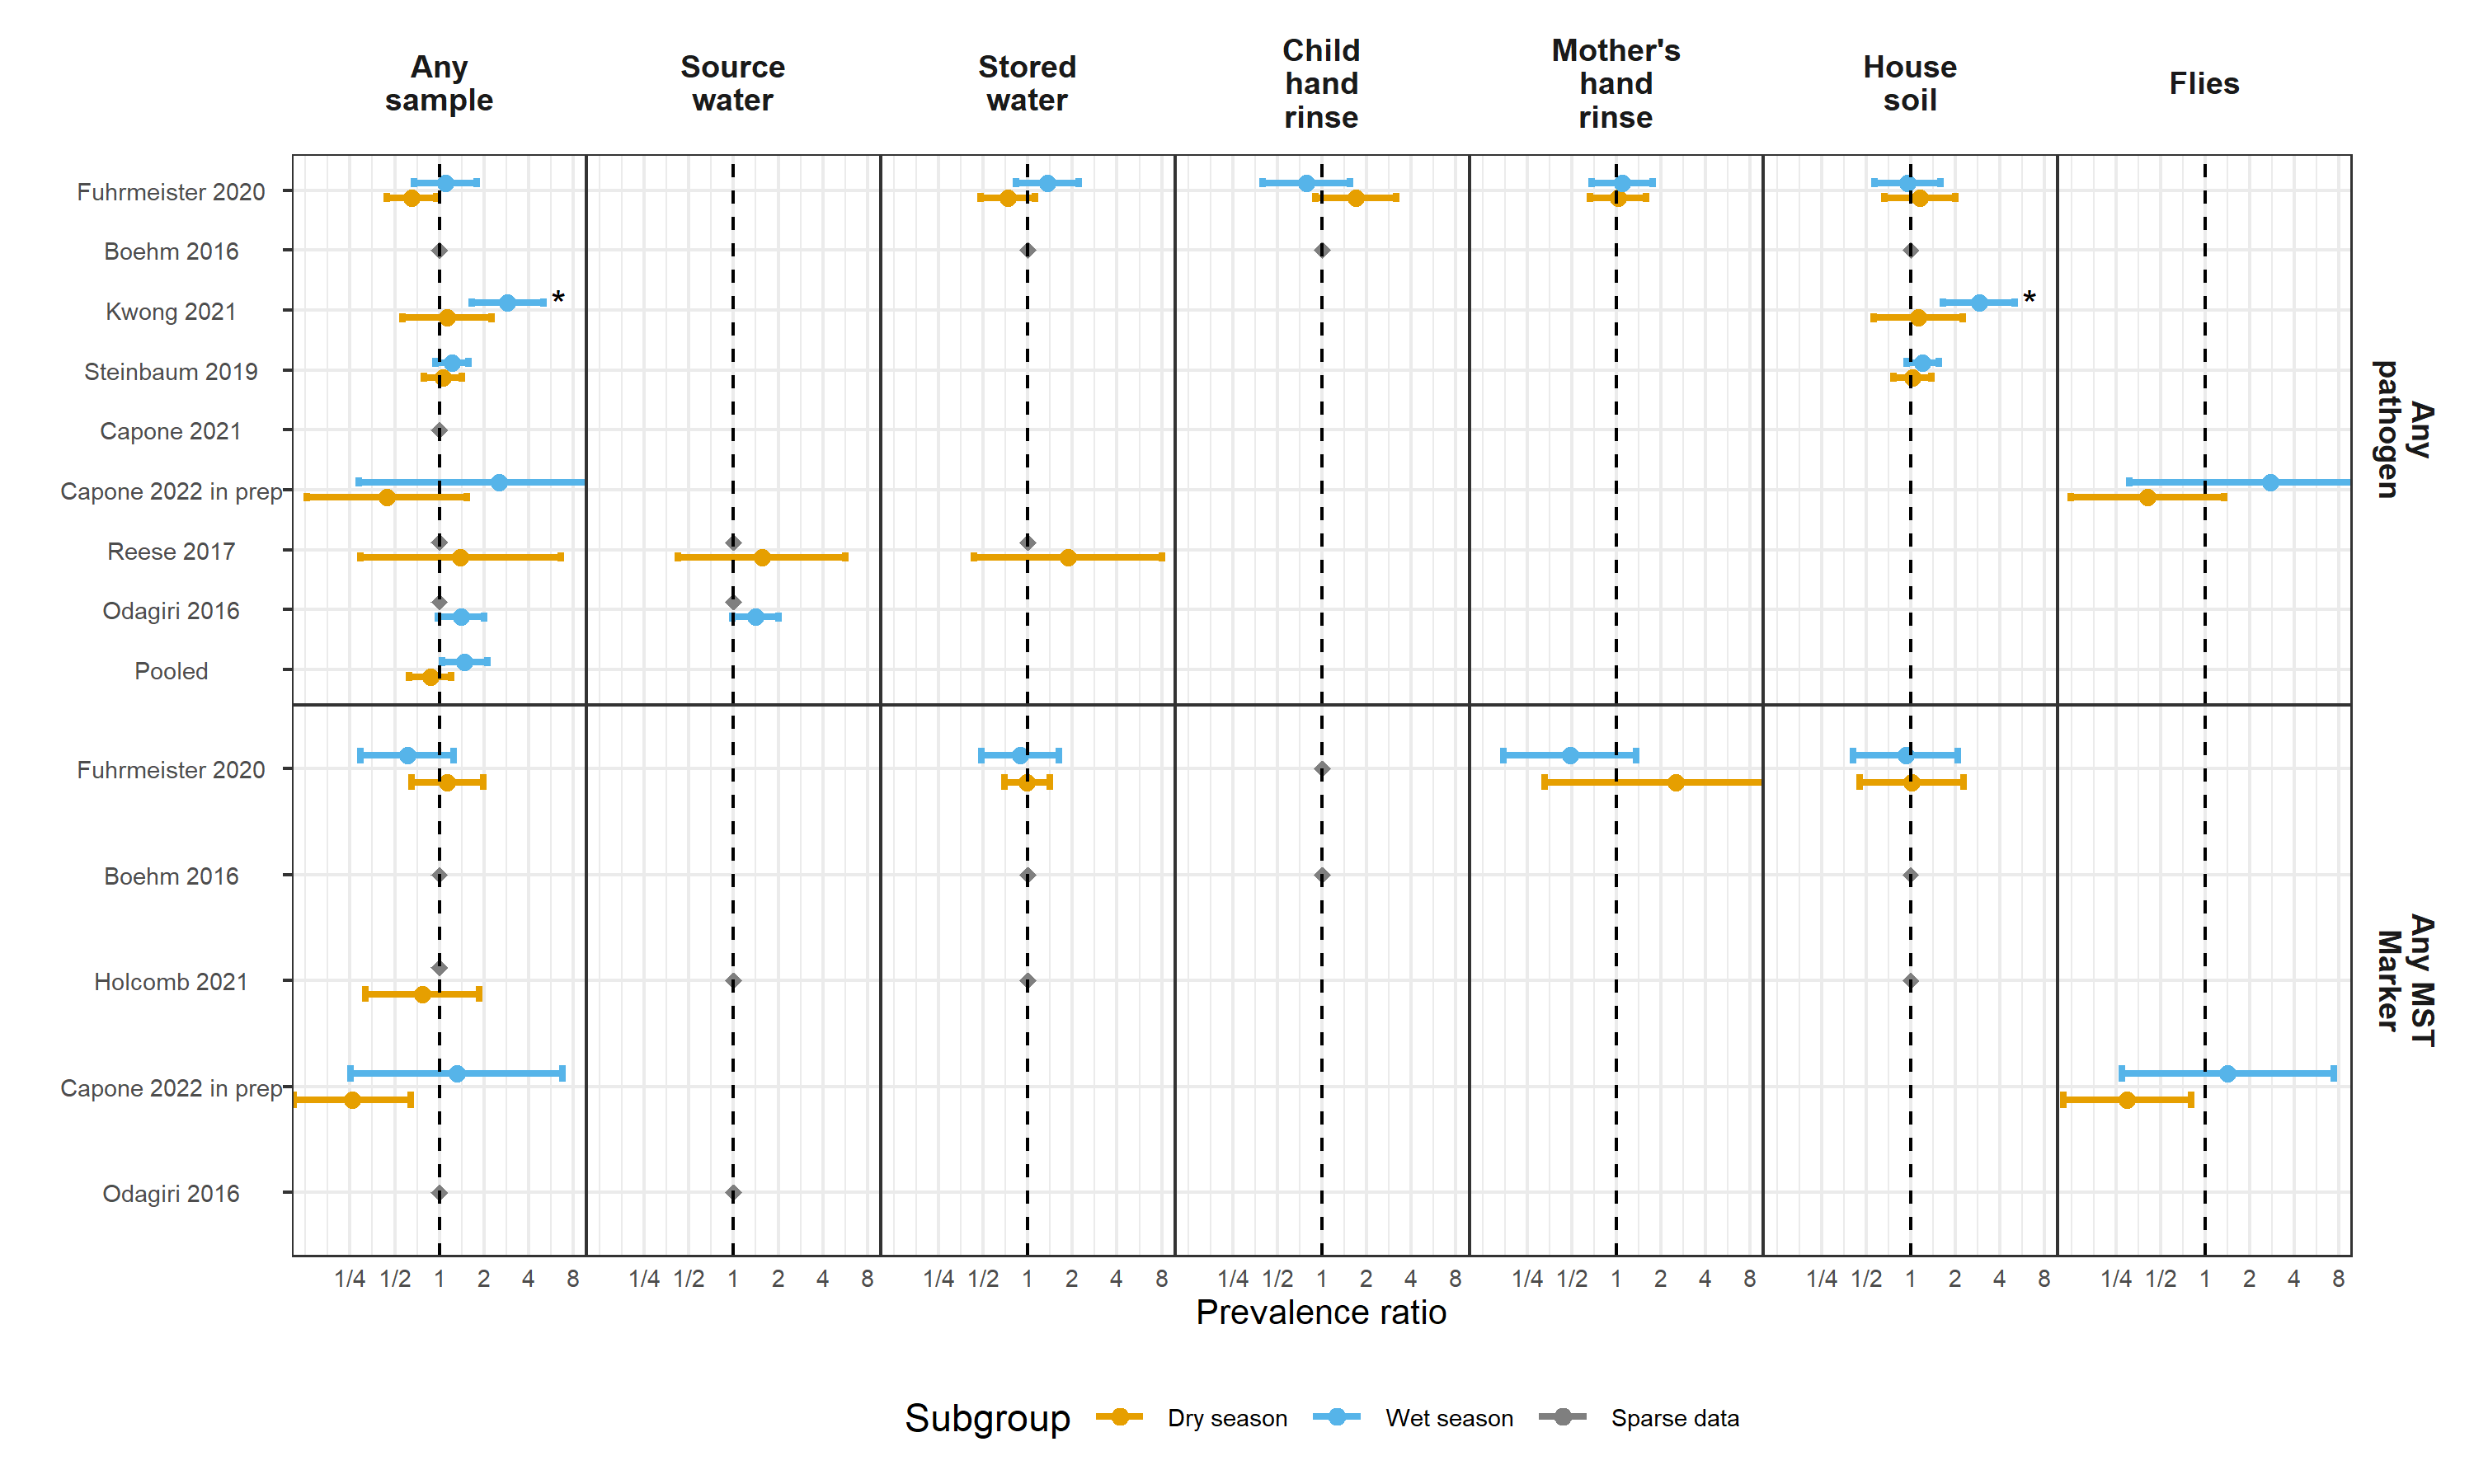 Any
sample
Source
water
Stored
water
Child
hand
rinse
Mother's
hand
rinse
House
soil
Flies
Fuhrmeister 2020
Boehm 2016
Kwong 2021
*
*
Steinbaum 2019
Capone 2021
Capone 2022 in prep
Reese 2017
Odagiri 2016
Pooled
Any
pathogen
Fuhrmeister 2020
Boehm 2016
Holcomb 2021
Capone 2022 in prep
Odagiri 2016
Any MST
Marker
1/4 1/2 1 2 4 8
1/4 1/2 1 2 4 8
1/4 1/2 1 2 4 8
1/4 1/2 1 2 4 8
1/4 1/2 1 2 4 8
1/4 1/2 1 2 4 8
1/4 1/2 1 2 4 8
Prevalence ratio
Subgroup Dry season Wet season Sparse data